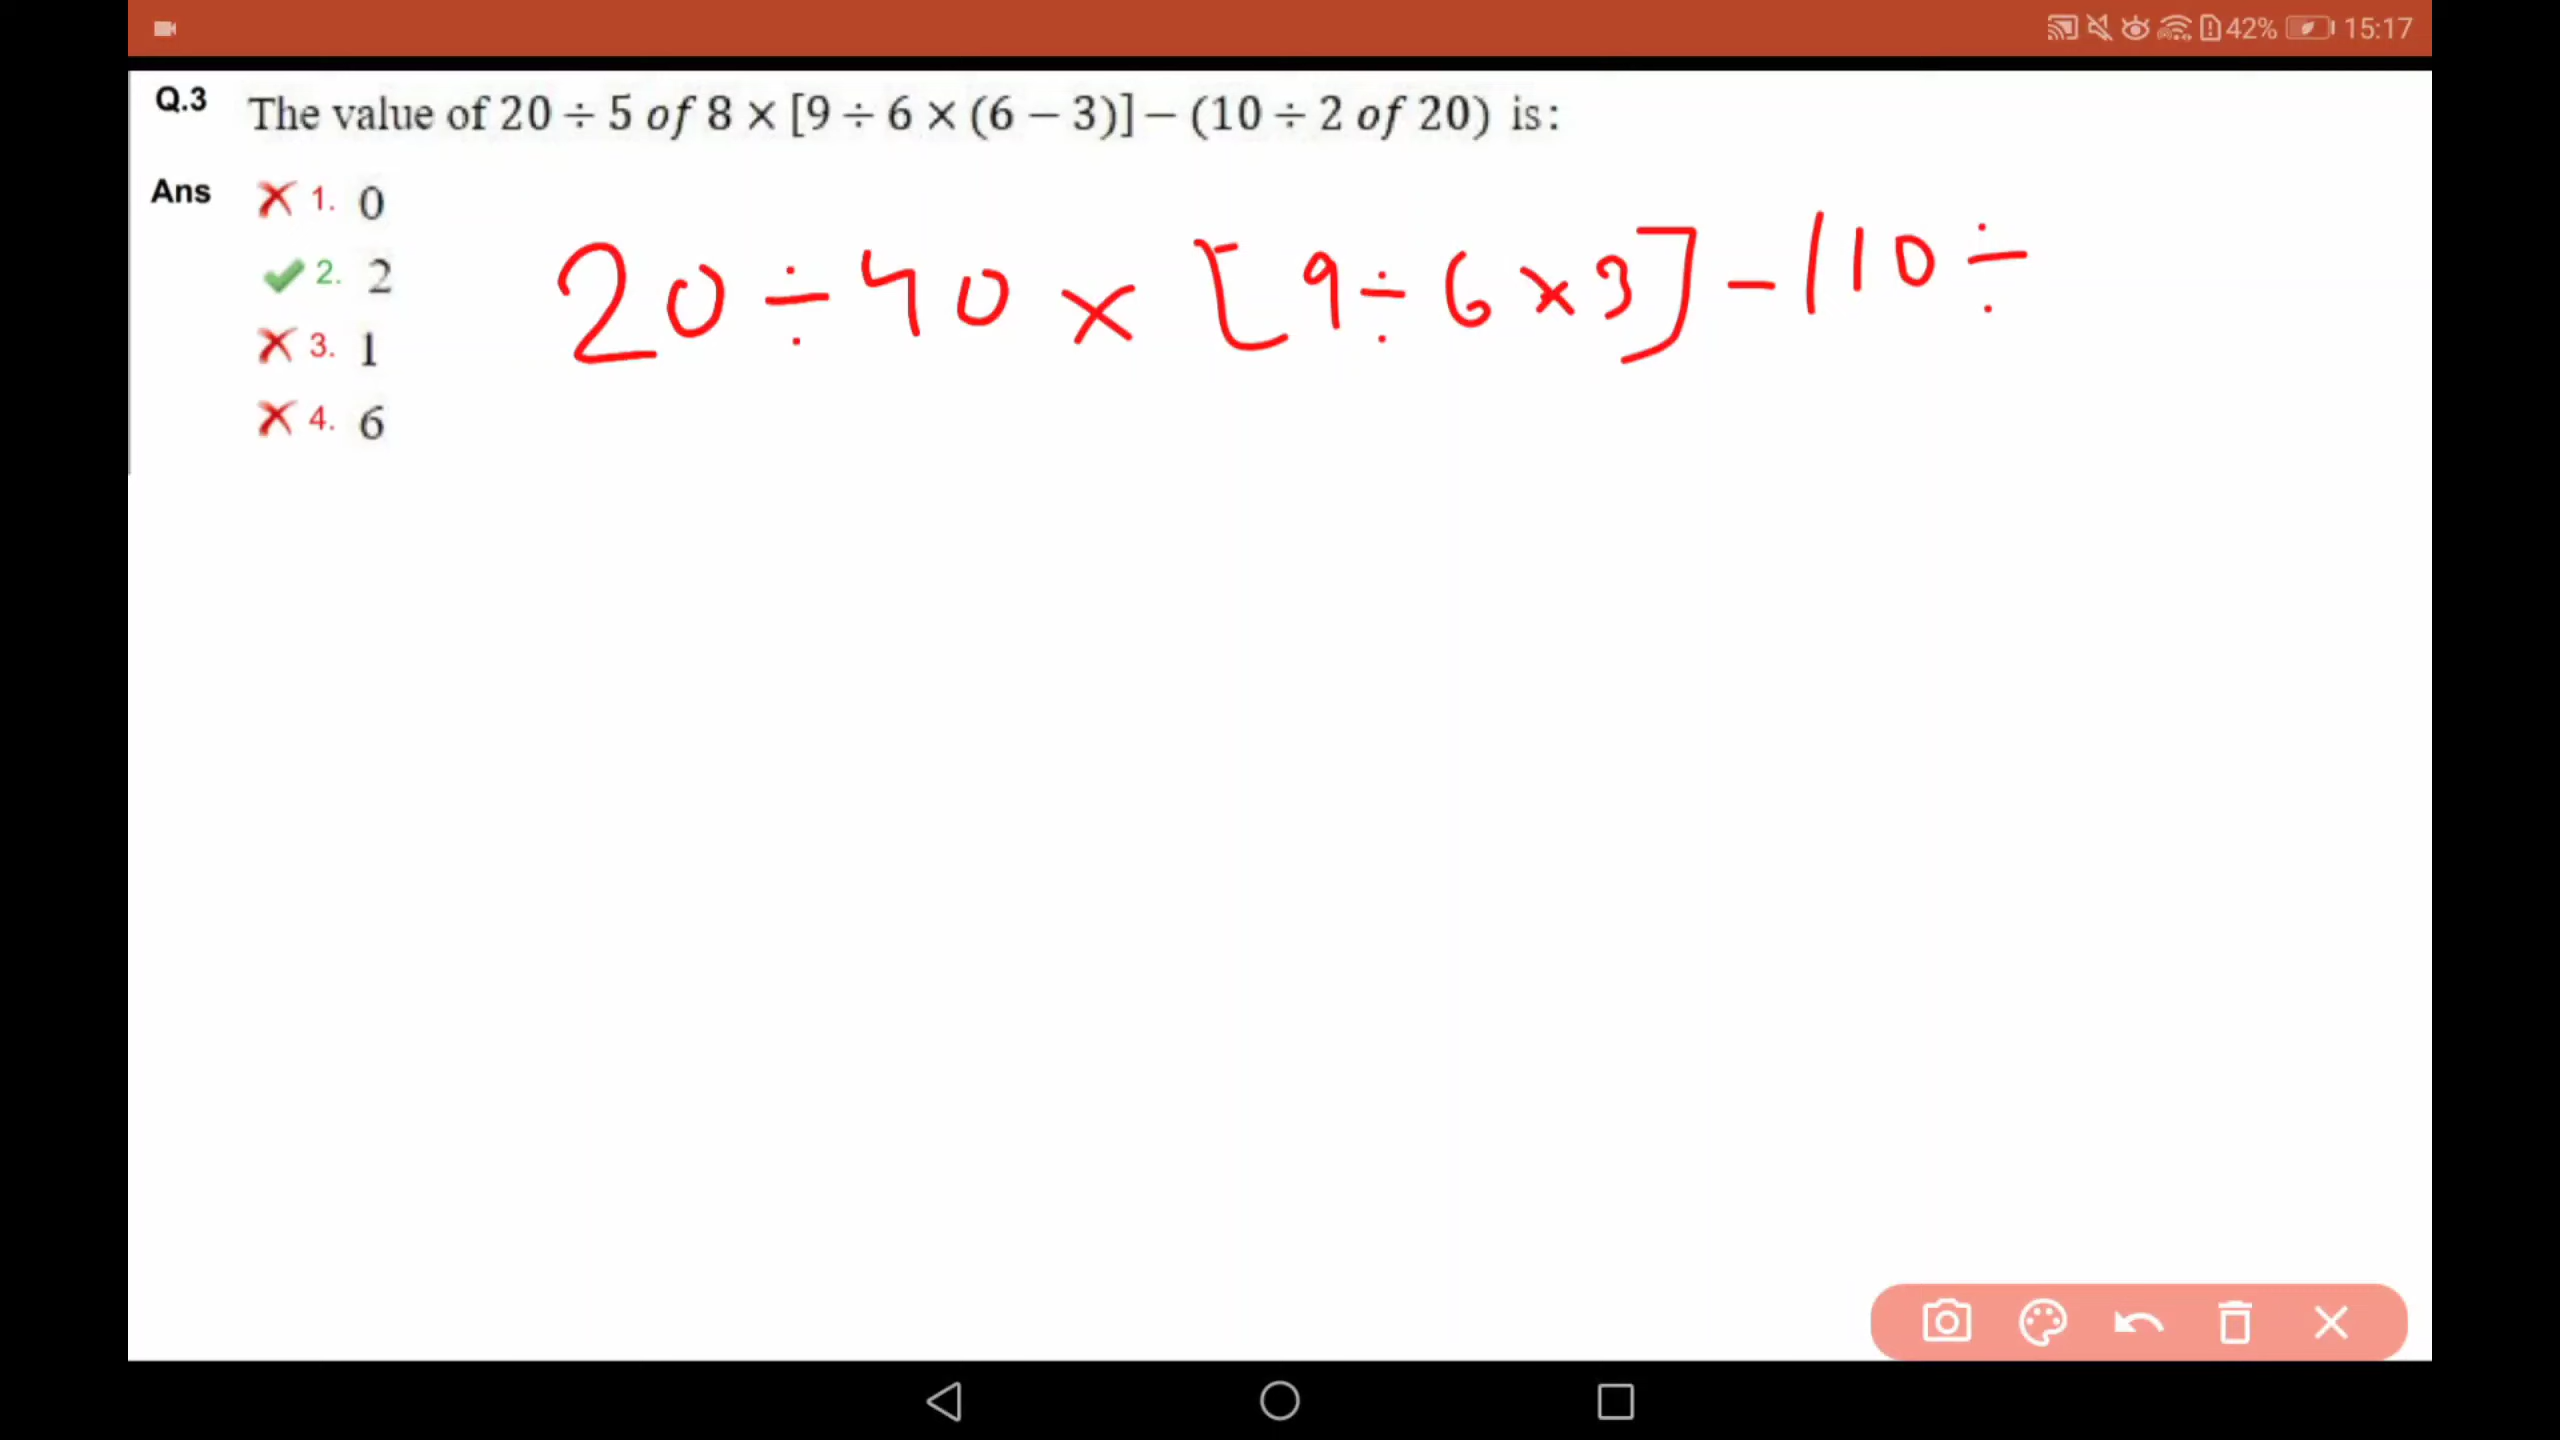 42% 15:17
Q.3 The value of 20 ÷ 5 of 8 × [9 ÷ 6 × (6 − 3)] − (10 ÷ 2 of 20) is:
Ans 1. 0
2. 2
3. 1
4. 6
20 ÷ 40 × [9 ÷ 6 × 3] − (10 ÷